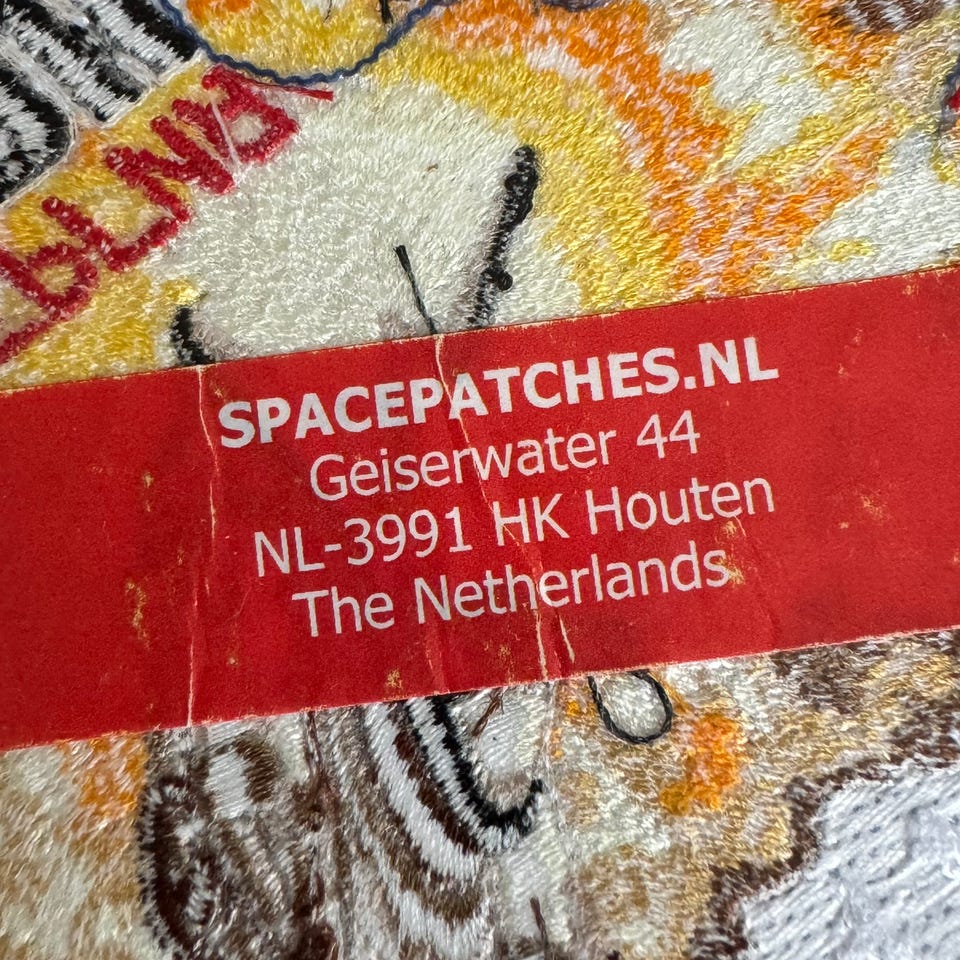 SPACEPATCHES.NL
Geiserwater 44
NL-3991 HK Houten
The Netherlands